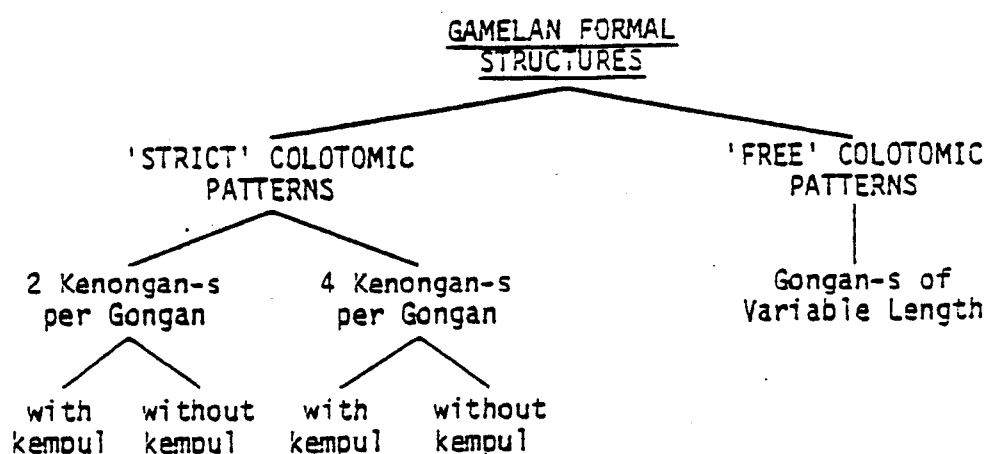 GAMELAN FORMAL
STRUCTURES
'STRICT' COLOTOMIC
PATTERNS
'FREE' COLOTOMIC
PATTERNS
2 Kenongan-s
per Gongan
4 Kenongan-s
per Gongan
Gongan-s of
Variable Length
with
kempul
without
kempul
with
kempul
without
kempul